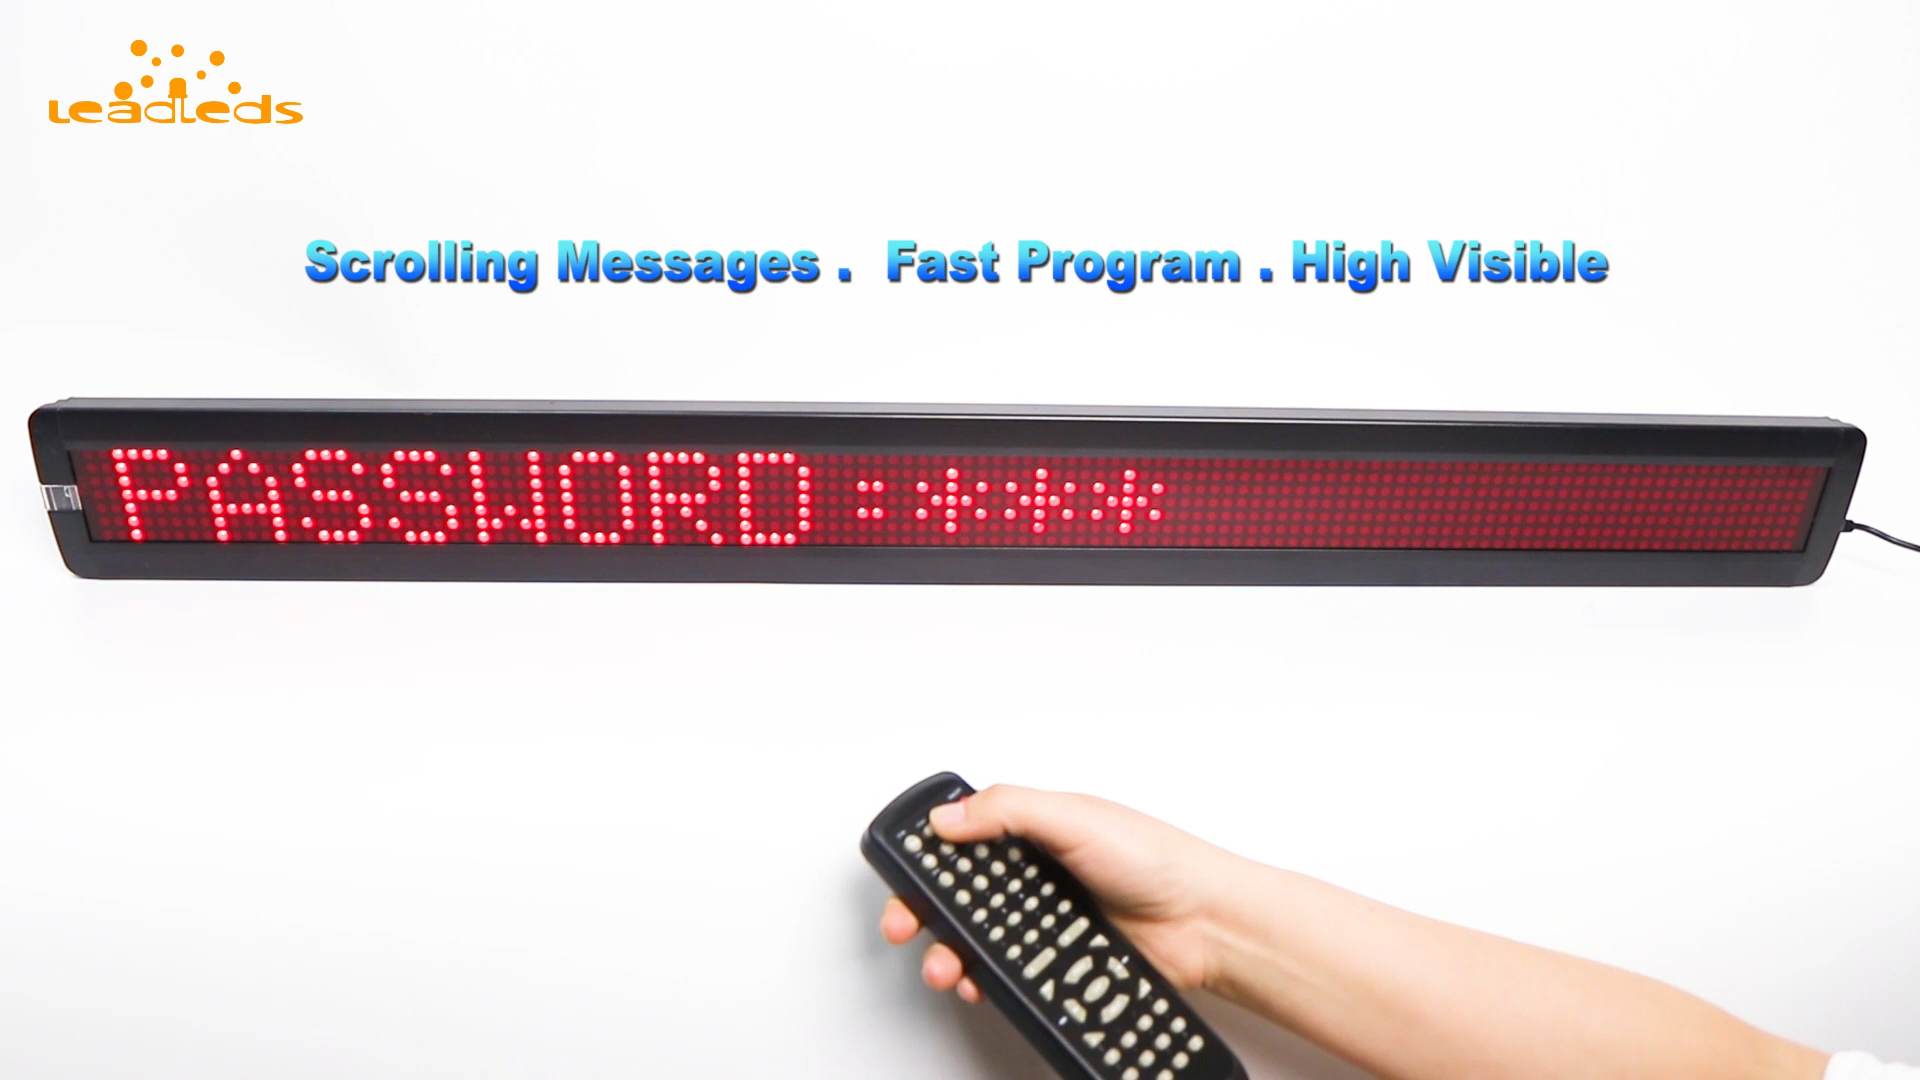 Leadleds
Scrolling Messages . Fast Program . High Visible
PASSWORD :***